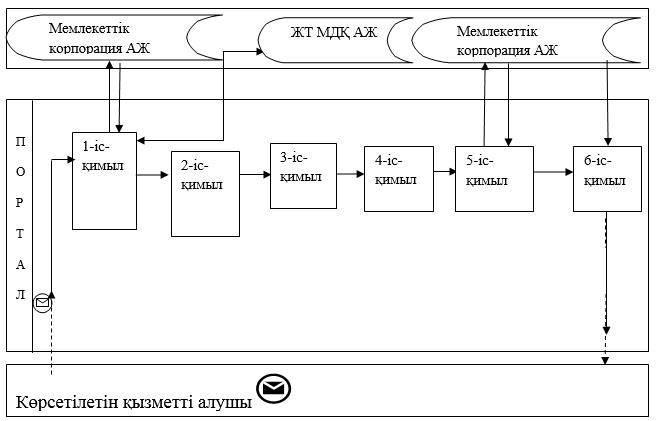 Мемлекеттік
корпорация АЖ
ЖТ МДҚ АЖ
Мемлекеттік
корпорация АЖ
П
О
Р
Т
А
Л
1-іс-
қимыл
2-іс-
қимыл
3-іс-
қимыл
4-іс-
қимыл
5-іс-
қимыл
6-іс-
қимыл
Көрсетілетін қызметті алушы